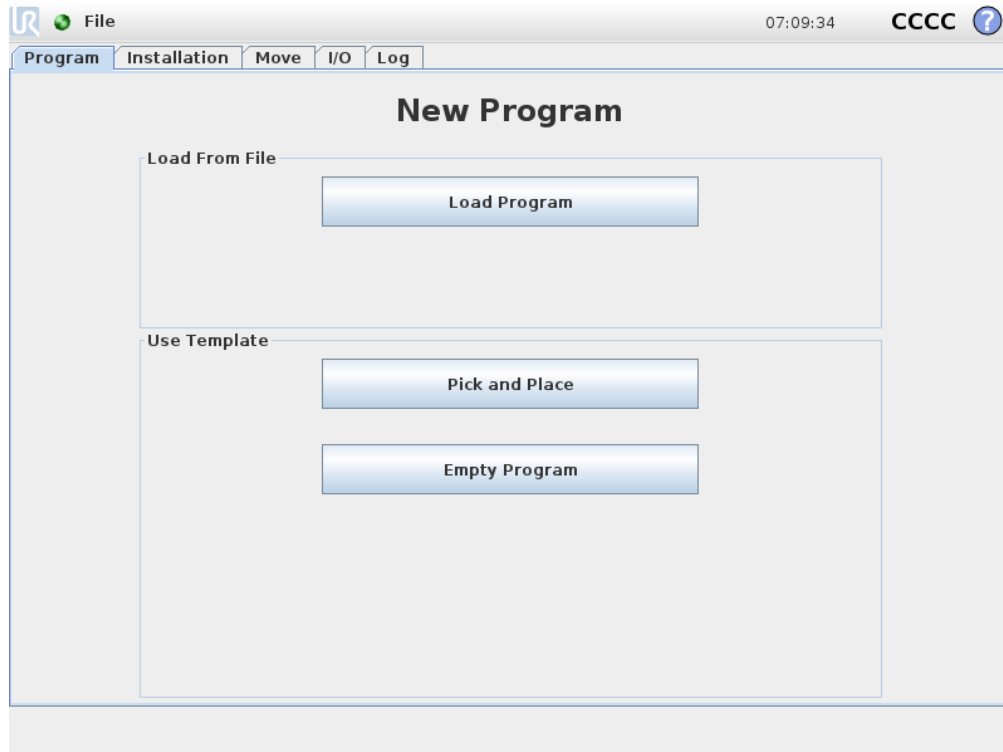 UR File 07:09:34 CCCC ?
Program Installation Move I/O Log
New Program
Load From File
Load Program
Use Template
Pick and Place
Empty Program